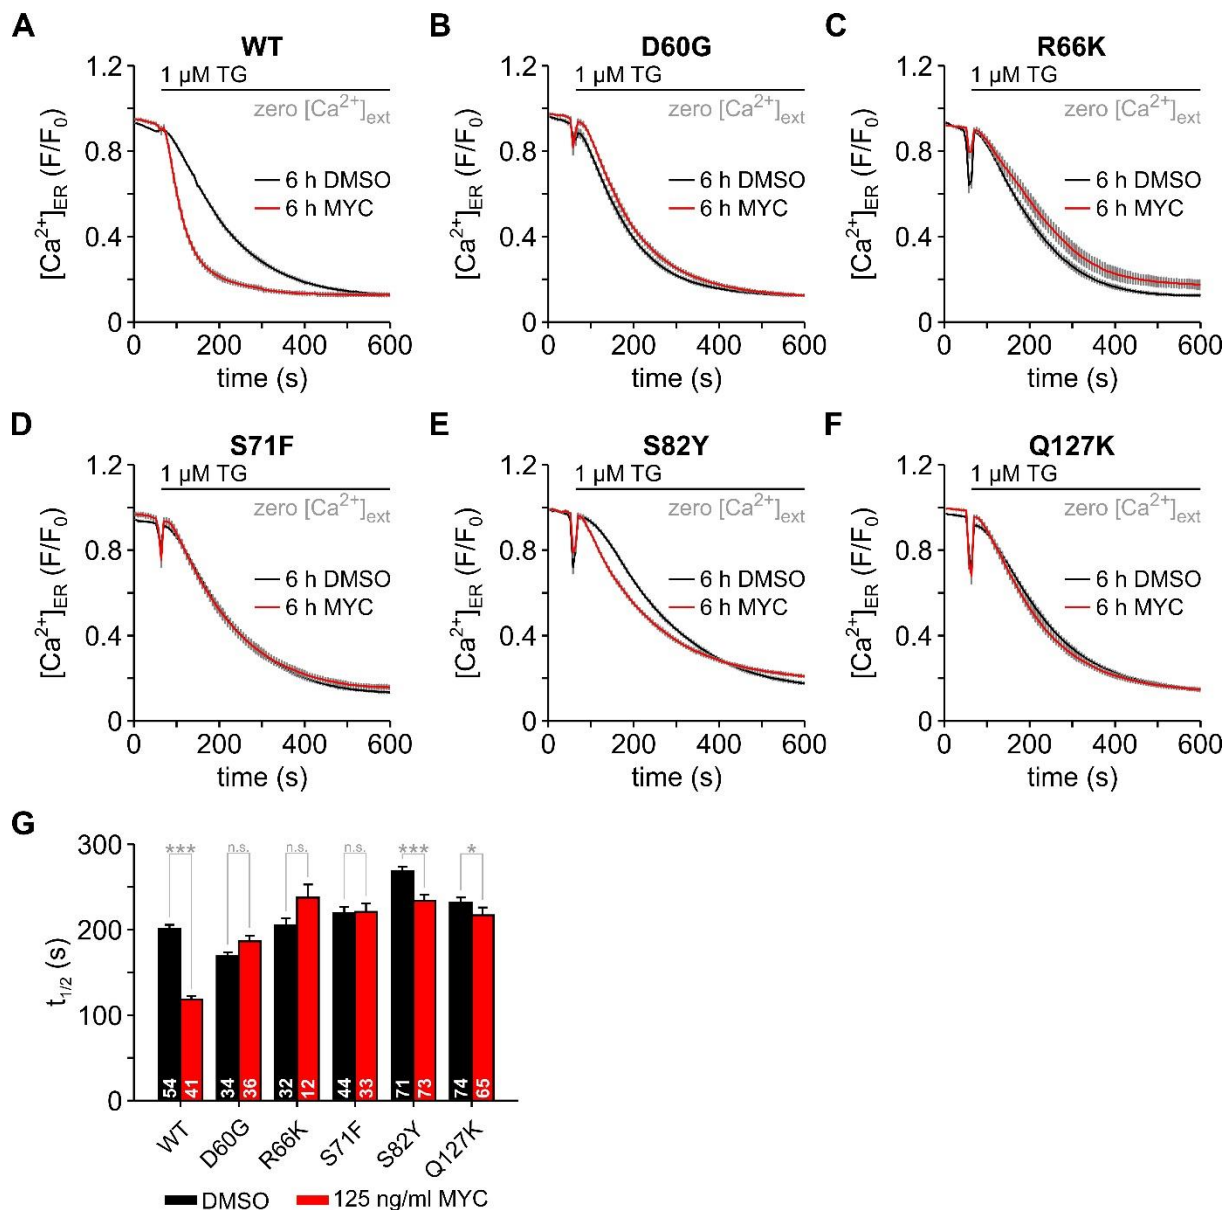 A
WT
1.2
1 µM TG
zero [Ca²⁺]ext
0.8
6 h DMSO
6 h MYC
0.4
0
[Ca²⁺]ER (F/F₀)
0 200 400 600
time (s)
B
D60G
1.2
1 µM TG
zero [Ca²⁺]ext
0.8
6 h DMSO
6 h MYC
0.4
0
[Ca²⁺]ER (F/F₀)
0 200 400 600
time (s)
C
R66K
1.2
1 µM TG
zero [Ca²⁺]ext
0.8
6 h DMSO
6 h MYC
0.4
0
[Ca²⁺]ER (F/F₀)
0 200 400 600
time (s)
D
S71F
1.2
1 µM TG
zero [Ca²⁺]ext
0.8
6 h DMSO
6 h MYC
0.4
0
[Ca²⁺]ER (F/F₀)
0 200 400 600
time (s)
E
S82Y
1.2
1 µM TG
zero [Ca²⁺]ext
0.8
6 h DMSO
6 h MYC
0.4
0
[Ca²⁺]ER (F/F₀)
0 200 400 600
time (s)
F
Q127K
1.2
1 µM TG
zero [Ca²⁺]ext
0.8
6 h DMSO
6 h MYC
0.4
0
[Ca²⁺]ER (F/F₀)
0 200 400 600
time (s)
G
300
*** n.s. n.s. n.s. *** *
200
100
0
t1/2 (s)
54 41 34 36 32 12 44 33 71 73 74 65
WT D60G R66K S71F S82Y Q127K
DMSO 125 ng/ml MYC